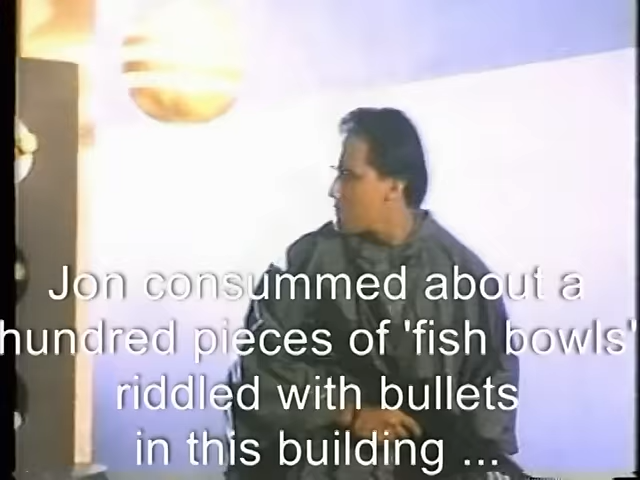 Jon consummed about a
hundred pieces of 'fish bowls'
riddled with bullets
in this building ...